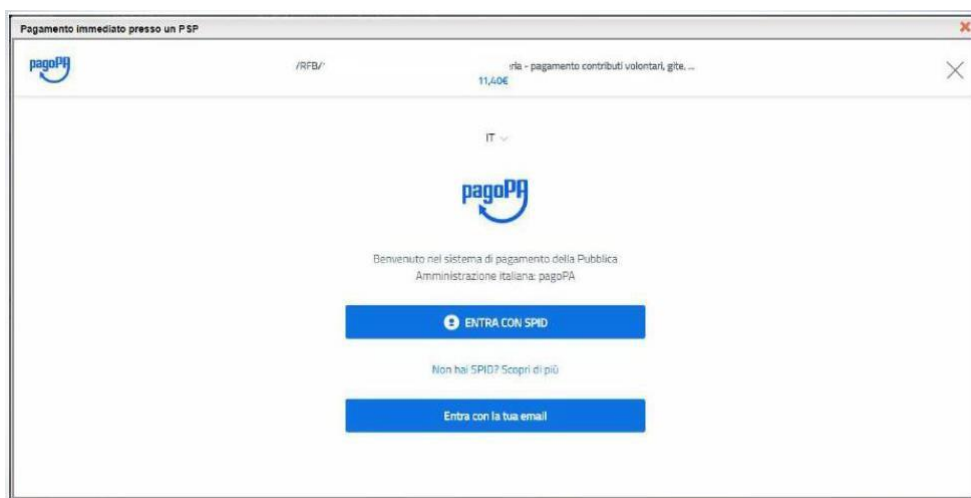 Pagamento immediato presso un PSP
pagoPA
/RFB/ - pagamento contributi volontari, gite, ...
11,40€
IT
pagoPA
Benvenuto nel sistema di pagamento della Pubblica
Amministrazione italiana: pagoPA
ENTRA CON SPID
Non hai SPID? Scopri di più
Entra con la tua email